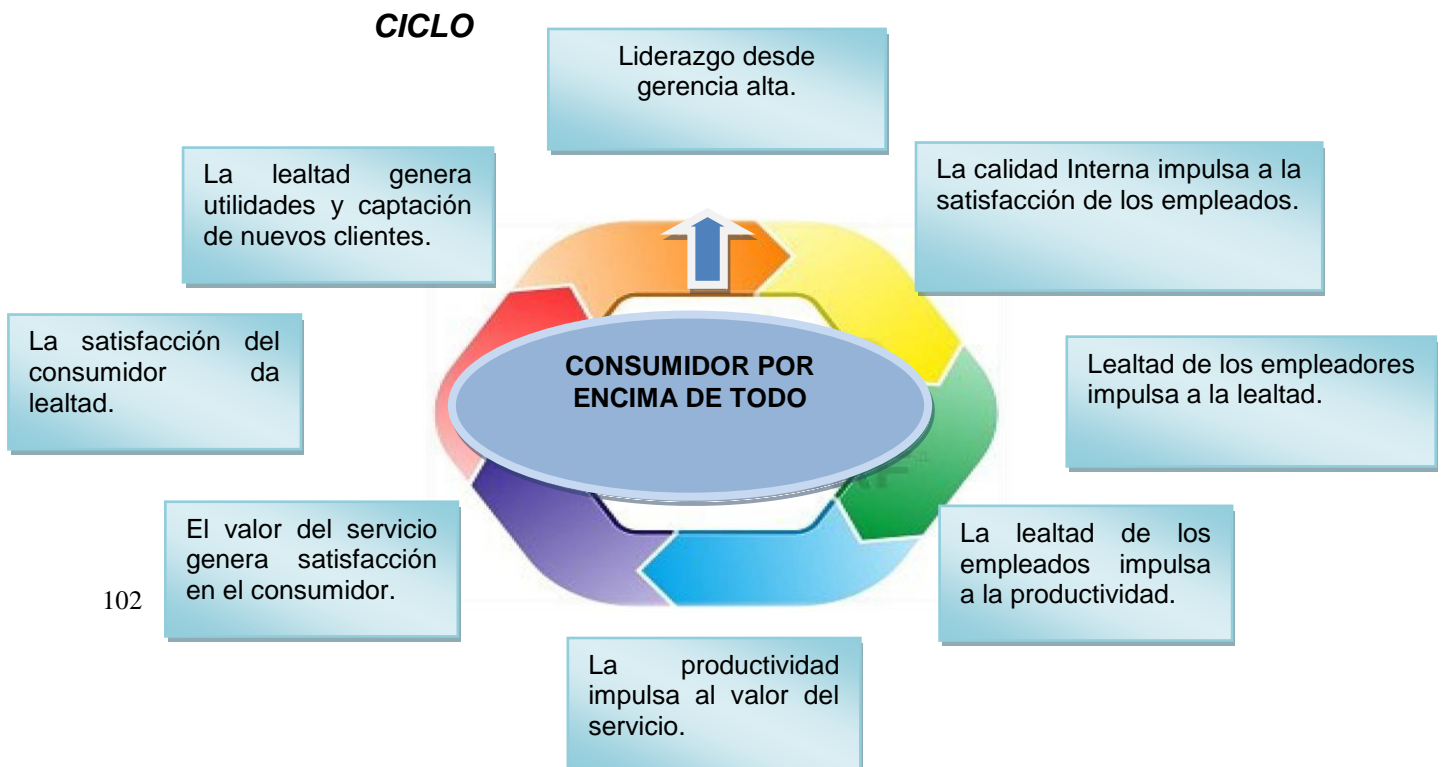 CICLO
Liderazgo desde
gerencia alta.
La calidad Interna impulsa a la
satisfacción de los empleados.
Lealtad de los empleadores
impulsa a la lealtad.
La lealtad de los
empleados impulsa
a la productividad.
La productividad
impulsa al valor del
servicio.
El valor del servicio
genera satisfacción
en el consumidor.
La satisfacción del
consumidor da
lealtad.
La lealtad genera
utilidades y captación
de nuevos clientes.
CONSUMIDOR POR
ENCIMA DE TODO
102